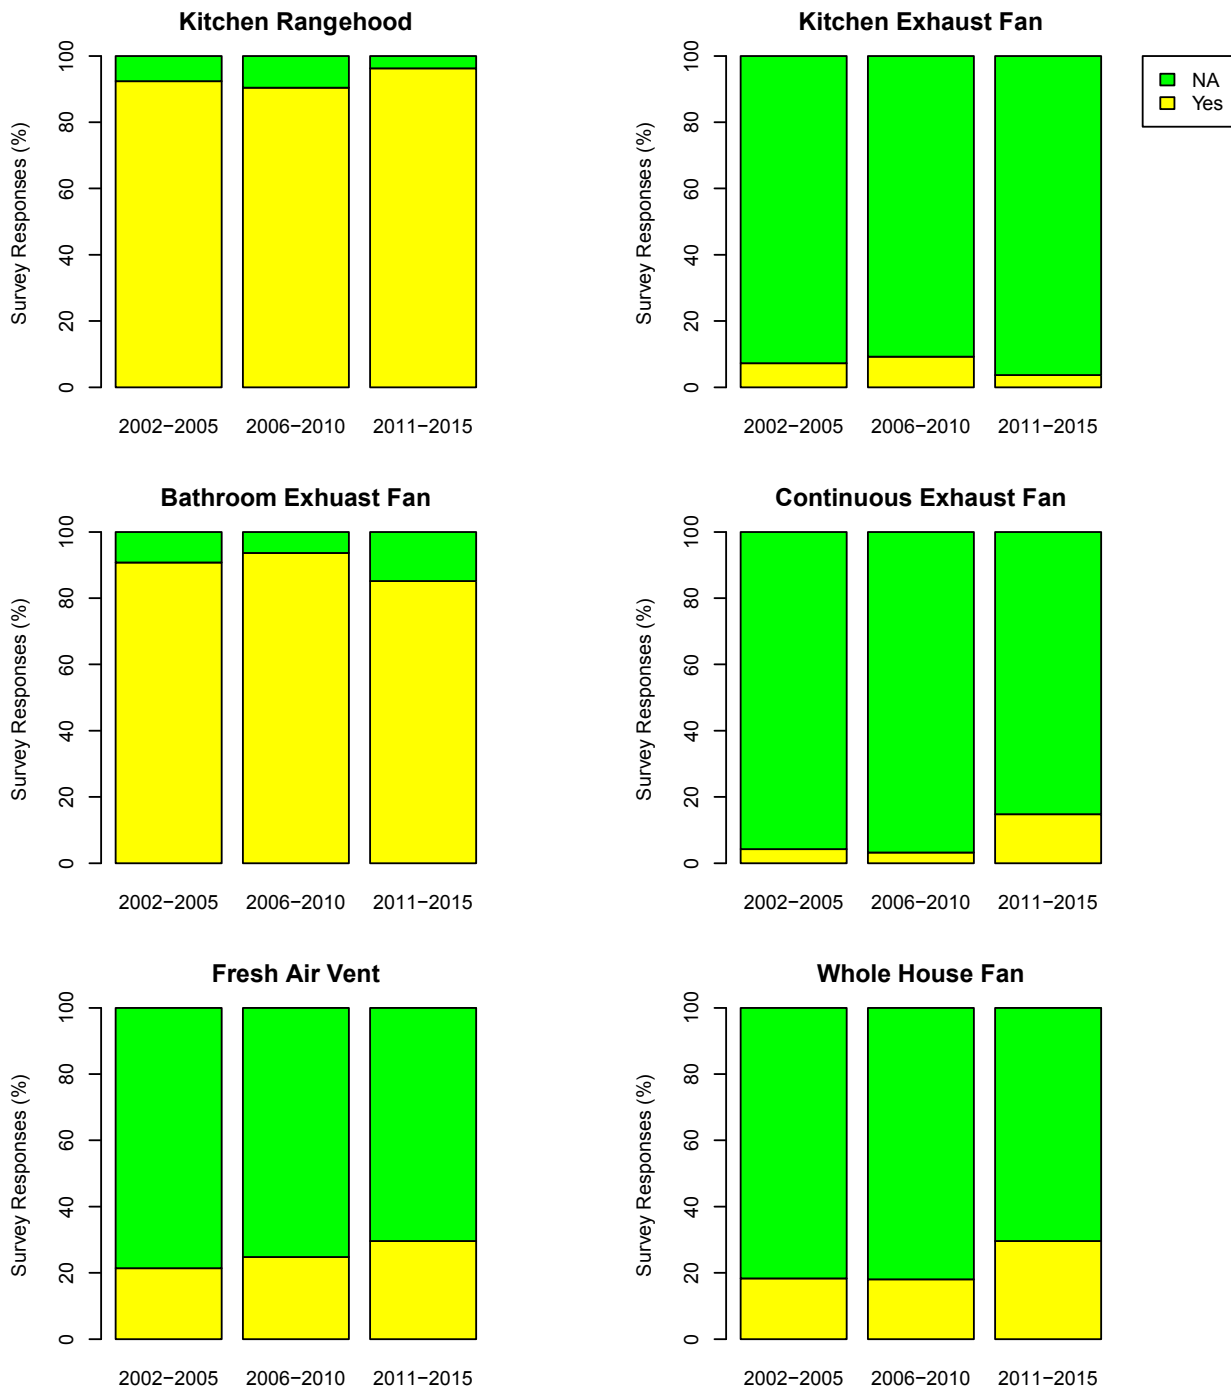 Kitchen Rangehood
Survey Responses (%)
100
80
60
40
20
0
2002−2005 2006−2010 2011−2015
Kitchen Exhaust Fan
Survey Responses (%)
100
80
60
40
20
0
2002−2005 2006−2010 2011−2015
NA
Yes
Bathroom Exhuast Fan
Survey Responses (%)
100
80
60
40
20
0
2002−2005 2006−2010 2011−2015
Continuous Exhaust Fan
Survey Responses (%)
100
80
60
40
20
0
2002−2005 2006−2010 2011−2015
Fresh Air Vent
Survey Responses (%)
100
80
60
40
20
0
2002−2005 2006−2010 2011−2015
Whole House Fan
Survey Responses (%)
100
80
60
40
20
0
2002−2005 2006−2010 2011−2015